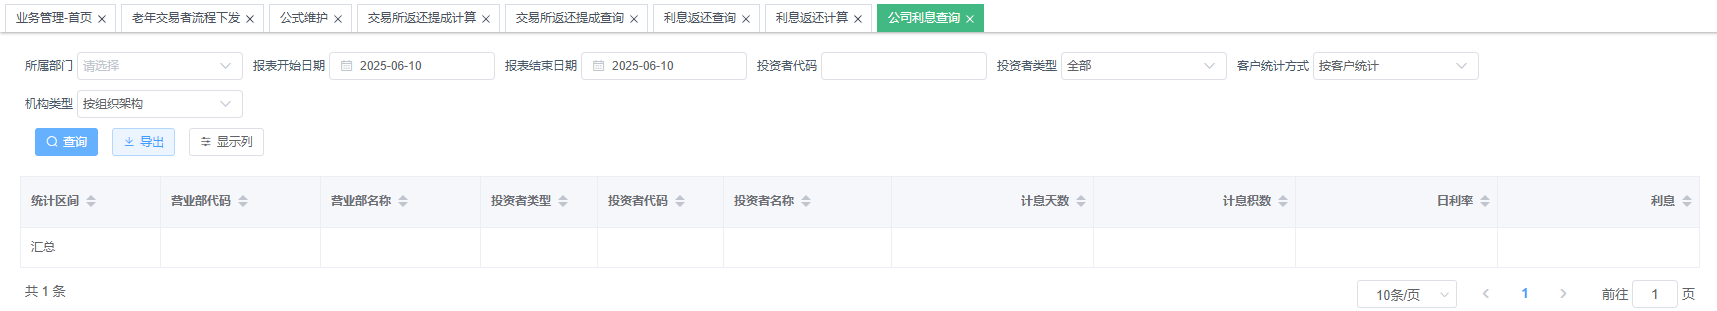 业务管理-首页 × 老年交易者流程下发 × 公式维护 × 交易所返还提成计算 × 交易所返还提成查询 × 利息返还查询 × 利息返还计算 × 公司利息查询 ×
所属部门 请选择 报表开始日期 2025-06-10 报表结束日期 2025-06-10 投资者代码 投资者类型 全部 客户统计方式 按客户统计
机构类型 按组织架构
查询 导出 显示列
统计区间 营业部代码 营业部名称 投资者类型 投资者代码 投资者名称 计息天数 计息积数 日利率 利息
汇总
共 1 条 10条/页 1 前往 1 页